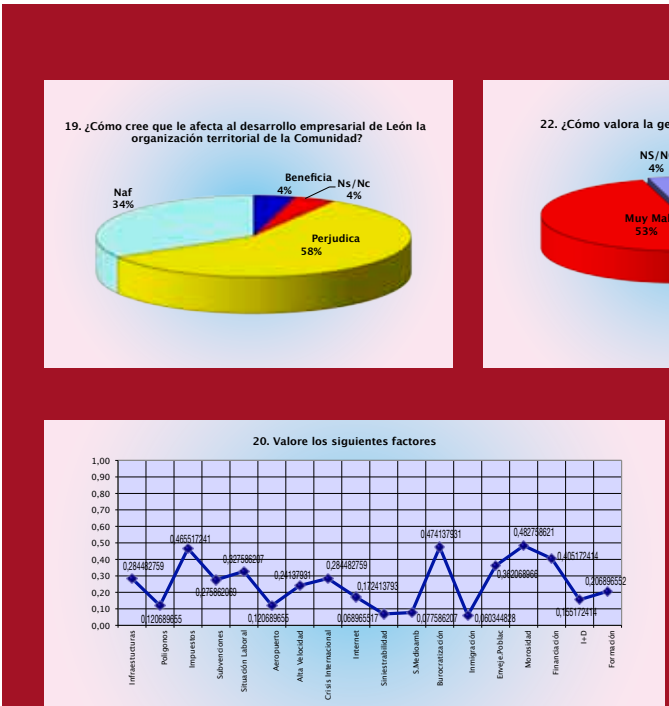 19. ¿Cómo cree que le afecta al desarrollo empresarial de León la
organización territorial de la Comunidad?
Naf
34%
Beneficia
4%
Ns/Nc
4%
Perjudica
58%
22. ¿Cómo valora la ge
NS/N
4%
Muy Mal
53%
20. Valore los siguientes factores
1,00
0,90
0,80
0,70
0,60
0,50
0,40
0,30
0,20
0,10
0,00
0,284482759
0,120689655
0,465517241
0,275862069
0,327586207
0,120689655
0,24137931
0,284482759
0,172413793
0,068965517
0,077586207
0,474137931
0,060344828
0,362068966
0,482758621
0,405172414
0,155172414
0,206896552
Infraestucturas
Poligonos
Impuestos
Subvenciones
Situación Laboral
Aeropuerto
Alta Velocidad
Crisis Internacional
Internet
Siniestrabilidad
S.Medioamb
Burocratización
Inmigración
Enveje.Poblac
Morosidad
Financiación
I+D
Formación